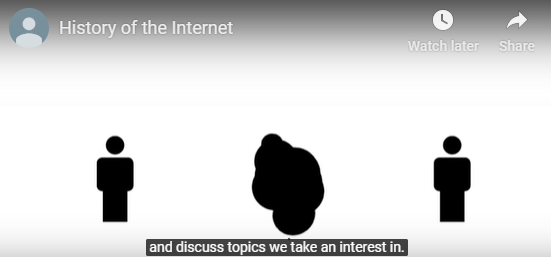 History of the Internet
Watch later
Share
and discuss topics we take an interest in.